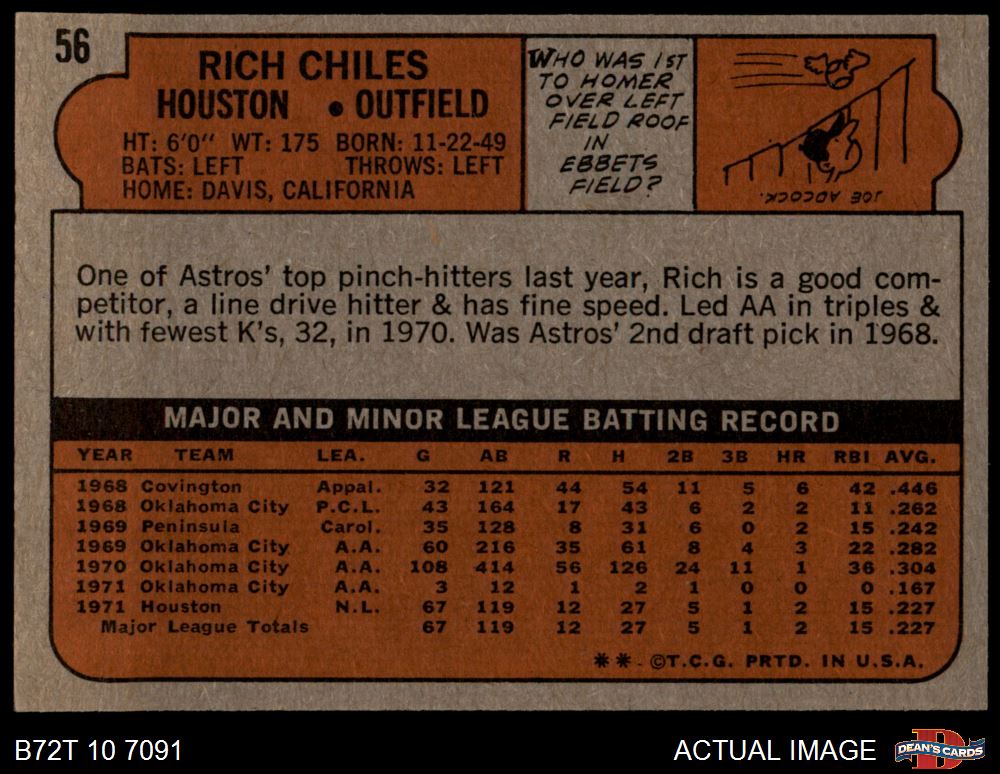 56
RICH CHILES
HOUSTON • OUTFIELD
HT: 6'0" WT: 175 BORN: 11-22-49
BATS: LEFT THROWS: LEFT
HOME: DAVIS, CALIFORNIA
WHO WAS 1ST
TO HOMER
OVER LEFT
FIELD ROOF
IN
EBBETS
FIELD?
JOE ADCOCK.
One of Astros' top pinch-hitters last year, Rich is a good com-
petitor, a line drive hitter & has fine speed. Led AA in triples &
with fewest K's, 32, in 1970. Was Astros' 2nd draft pick in 1968.
MAJOR AND MINOR LEAGUE BATTING RECORD
YEAR TEAM LEA. G AB R H 2B 3B HR RBI AVG.
1968 Covington Appal. 32 121 44 54 11 5 6 42 .446
1968 Oklahoma City P.C.L. 43 164 17 43 6 2 2 11 .262
1969 Peninsula Carol. 35 128 8 31 6 0 2 15 .242
1969 Oklahoma City A.A. 60 216 35 61 8 4 3 22 .282
1970 Oklahoma City A.A. 108 414 56 126 24 11 1 36 .304
1971 Oklahoma City A.A. 3 12 1 2 1 0 0 0 .167
1971 Houston N.L. 67 119 12 27 5 1 2 15 .227
Major League Totals 67 119 12 27 5 1 2 15 .227
** ©T.C.G. PRTD. IN U.S.A.
B72T 10 7091
ACTUAL IMAGE
D
DEAN'S CARDS